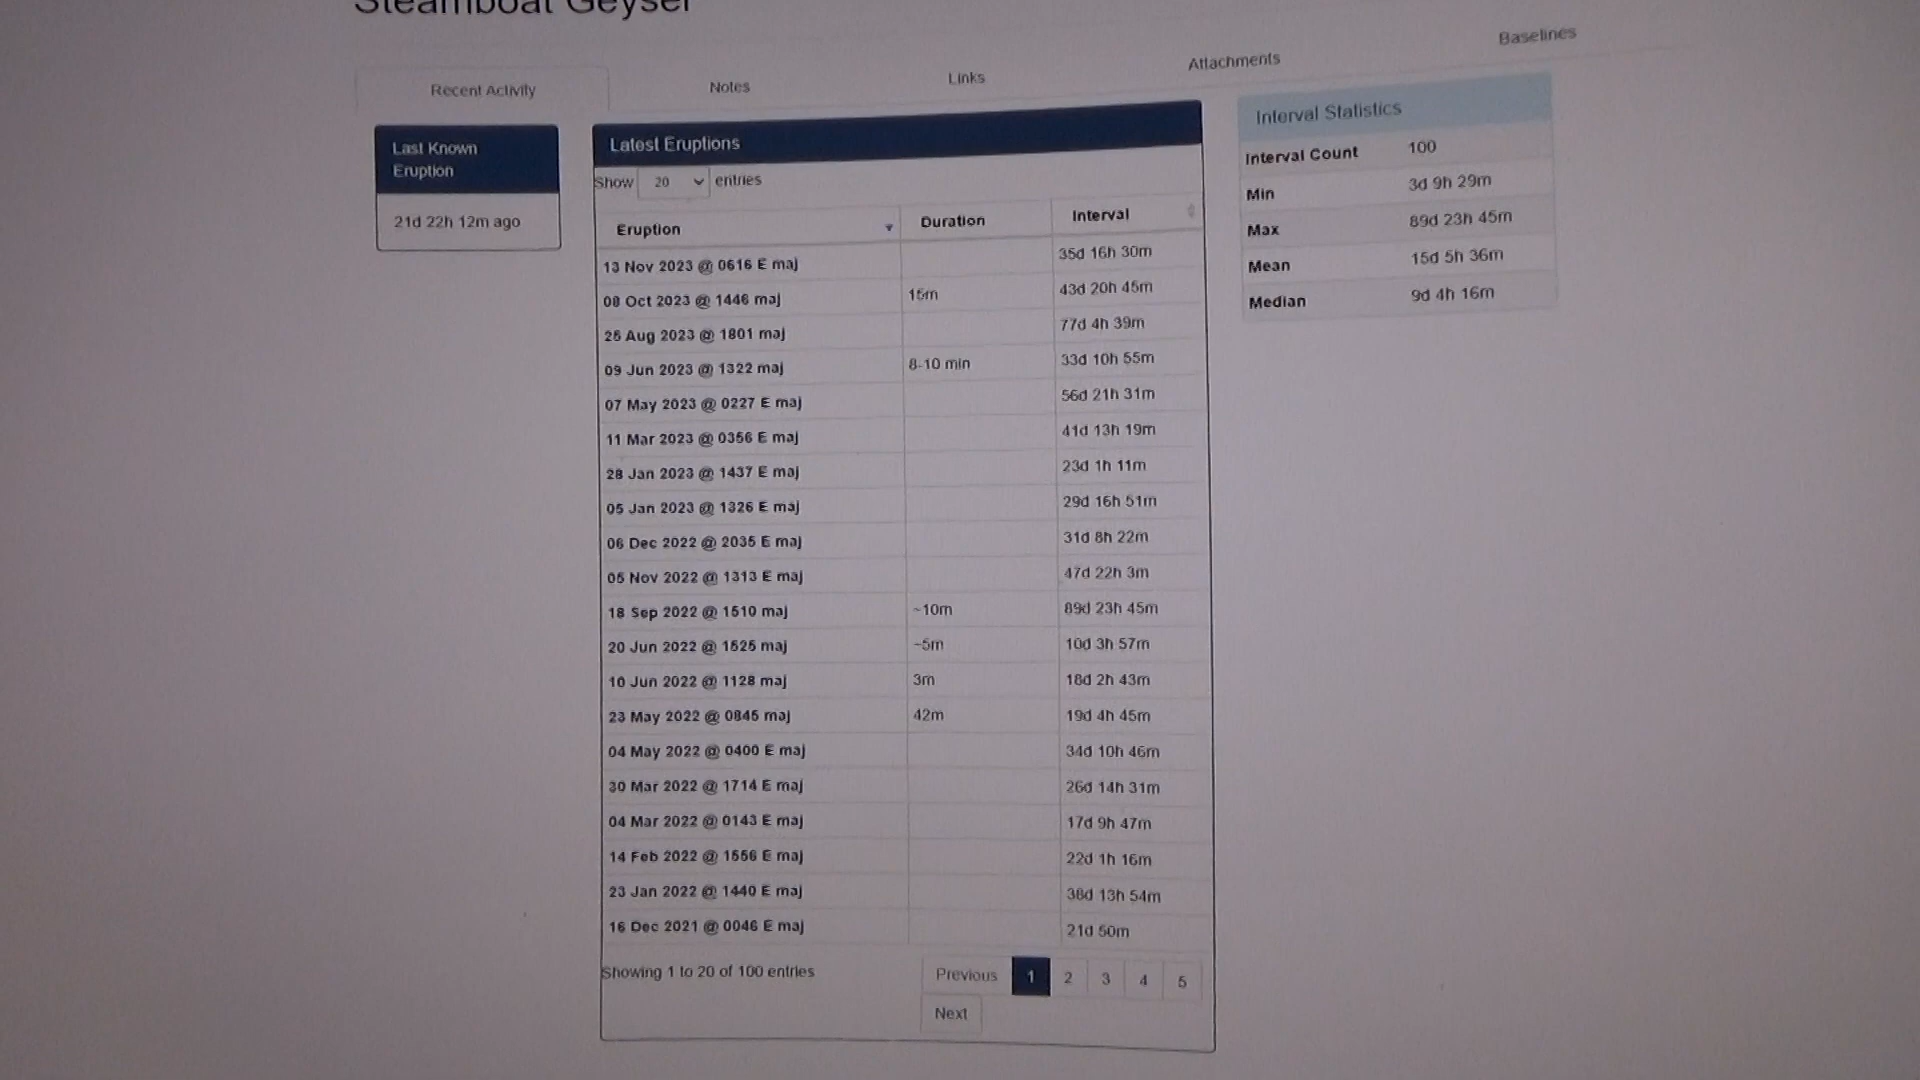 Steamboat Geyser
Recent Activity
Notes
Links
Attachments
Baselines
Last Known
Eruption
21d 22h 12m ago
Latest Eruptions
Show 20 entries
Eruption Duration Interval
13 Nov 2023 @ 0616 E maj 35d 16h 30m
08 Oct 2023 @ 1446 maj 15m 43d 20h 45m
25 Aug 2023 @ 1801 maj 77d 4h 39m
09 Jun 2023 @ 1322 maj 8-10 min 33d 10h 55m
07 May 2023 @ 0227 E maj 56d 21h 31m
11 Mar 2023 @ 0356 E maj 41d 13h 19m
28 Jan 2023 @ 1437 E maj 23d 1h 11m
05 Jan 2023 @ 1326 E maj 29d 16h 51m
06 Dec 2022 @ 2035 E maj 31d 8h 22m
05 Nov 2022 @ 1313 E maj 47d 22h 3m
18 Sep 2022 @ 1510 maj ~10m 89d 23h 45m
20 Jun 2022 @ 1525 maj ~5m 10d 3h 57m
10 Jun 2022 @ 1128 maj 3m 18d 2h 43m
23 May 2022 @ 0845 maj 42m 19d 4h 45m
04 May 2022 @ 0400 E maj 34d 10h 46m
30 Mar 2022 @ 1714 E maj 26d 14h 31m
04 Mar 2022 @ 0143 E maj 17d 9h 47m
14 Feb 2022 @ 1556 E maj 22d 1h 16m
23 Jan 2022 @ 1440 E maj 38d 13h 54m
16 Dec 2021 @ 0046 E maj 21d 50m
Showing 1 to 20 of 100 entries
Previous 1 2 3 4 5
Next
Interval Statistics
Interval Count 100
Min 3d 9h 29m
Max 89d 23h 45m
Mean 15d 5h 36m
Median 9d 4h 16m